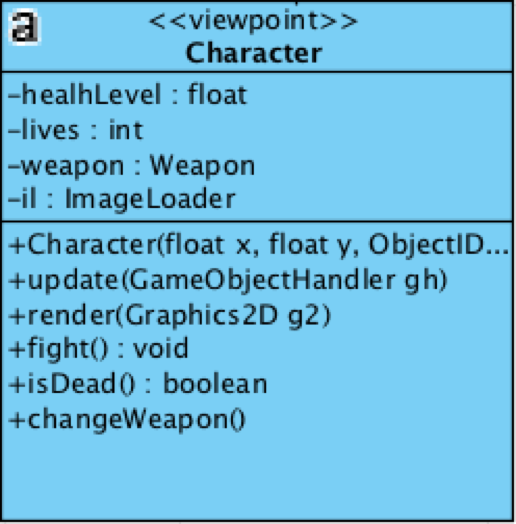 a
<<viewpoint>>
Character
-healhLevel : float
-lives : int
-weapon : Weapon
-il : ImageLoader
+Character(float x, float y, ObjectID...
+update(GameObjectHandler gh)
+render(Graphics2D g2)
+fight() : void
+isDead() : boolean
+changeWeapon()